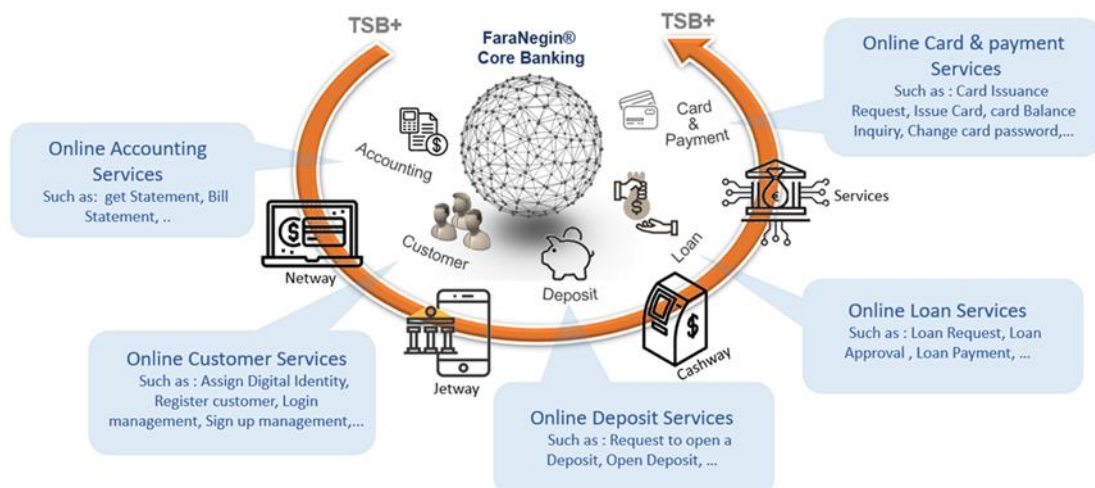 TSB+
TSB+
FaraNegin®
Core Banking
Online Card & payment
Services
Such as : Card Issuance
Request, Issue Card, card Balance
Inquiry, Change card password,...
Card
&
Payment
Accounting
Online Accounting
Services
Such as:  get Statement, Bill
Statement, ..
Services
Customer
Loan
Netway
Deposit
Online Loan Services
Such as : Loan Request, Loan
Approval , Loan Payment, ...
Online Customer Services
Such as : Assign Digital Identity,
Register customer, Login
management, Sign up management,...
Jetway
Cashway
Online Deposit Services
Such as : Request to open a
Deposit, Open Deposit, ...